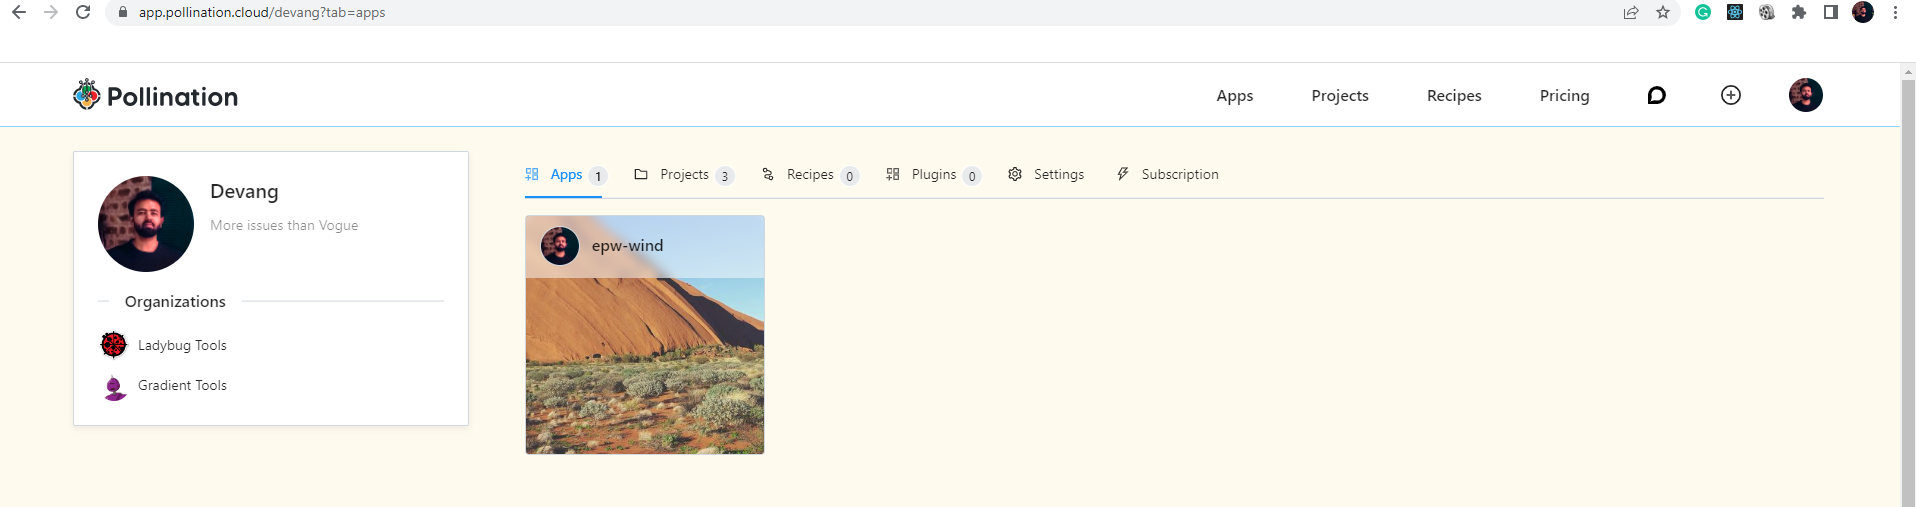 app.pollination.cloud/devang?tab=apps
Pollination
Apps Projects Recipes Pricing
Devang
More issues than Vogue
Organizations
Ladybug Tools
Gradient Tools
Apps 1 Projects 3 Recipes 0 Plugins 0 Settings Subscription
epw-wind